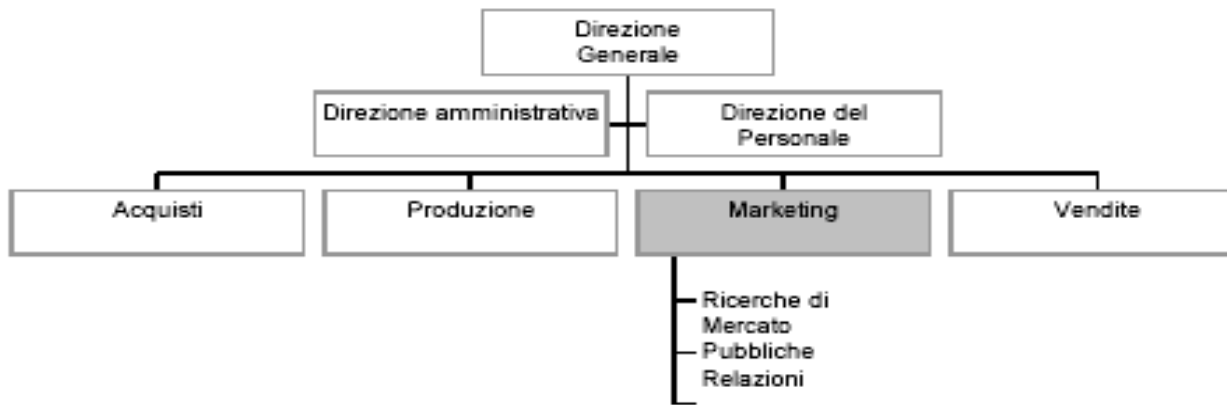 Direzione
Generale
Direzione amministrativa
Direzione del
Personale
Acquisti
Produzione
Marketing
Vendite
Ricerche di
Mercato
Pubbliche
Relazioni